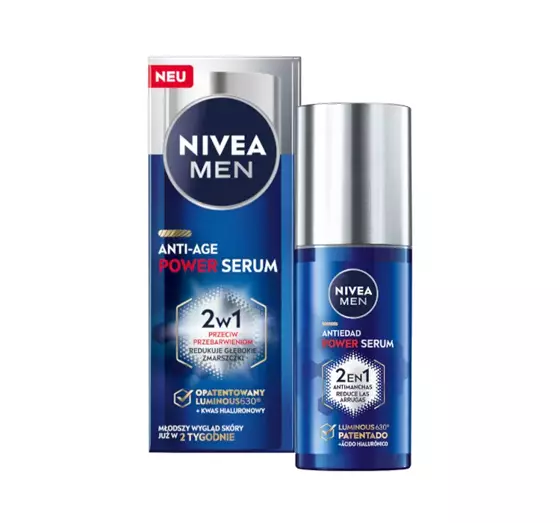 NEU
NIVEA
MEN
ANTI-AGE
POWER SERUM
2w1
PRZECIW
PRZEBARWIENIOM
REDUKUJE GŁĘBOKIE
ZMARSZCZKI
OPATENTOWANY
LUMINOUS630®
+ KWAS HIALURONOWY
MŁODSZY WYGLĄD SKÓRY
JUŻ W 2 TYGODNIE
NIVEA
MEN
ANTIEDAD
POWER SERUM
2EN1
ANTIMANCHAS
REDUCE LAS
ARRUGAS
LUMINOUS630®
PATENTADO
+ÁCIDO HIALURÓNICO